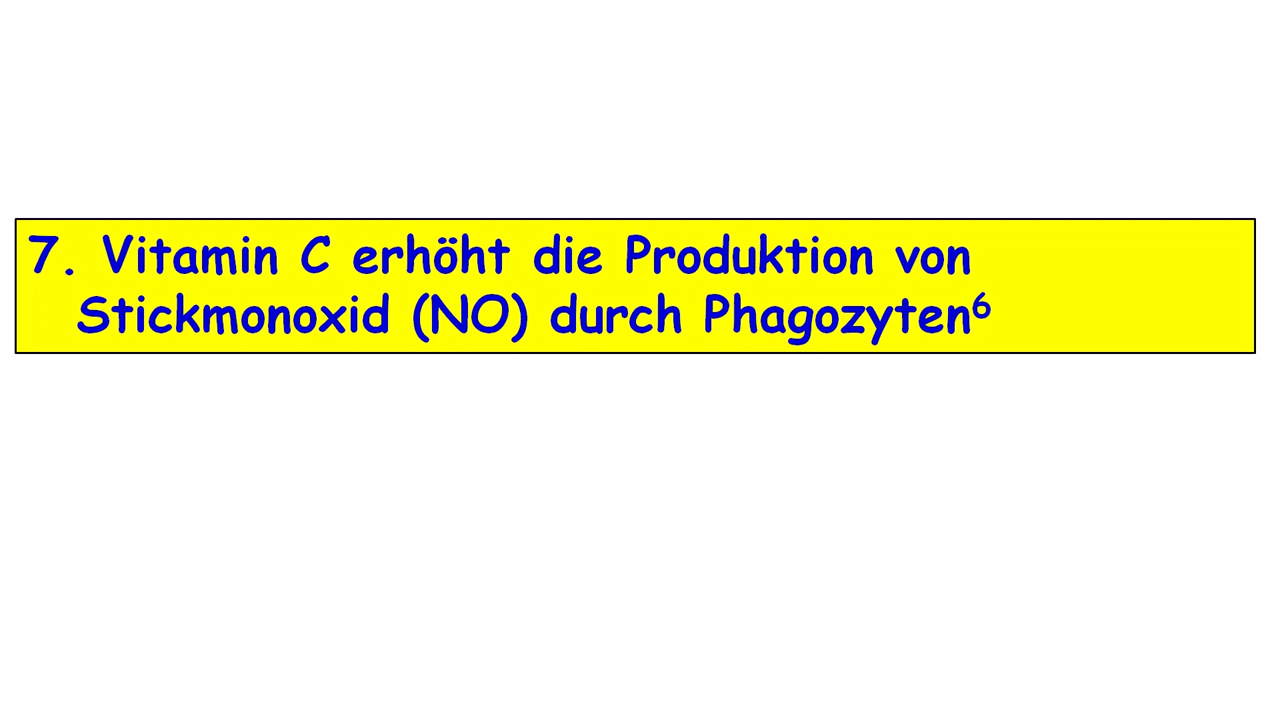 7. Vitamin C erhöht die Produktion von
Stickmonoxid (NO) durch Phagozyten⁶